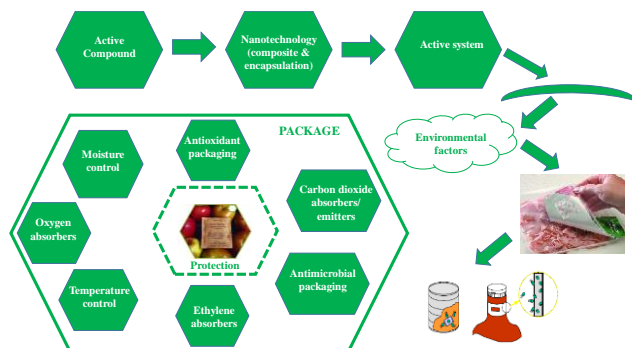 Active
Compound
Nanotechnology
(composite &
encapsulation)
Active system
Environmental
factors
PACKAGE
Antioxidant
packaging
Moisture
control
Carbon dioxide
absorbers/
emitters
Oxygen
absorbers
Protection
Antimicrobial
packaging
Temperature
control
Ethylene
absorbers